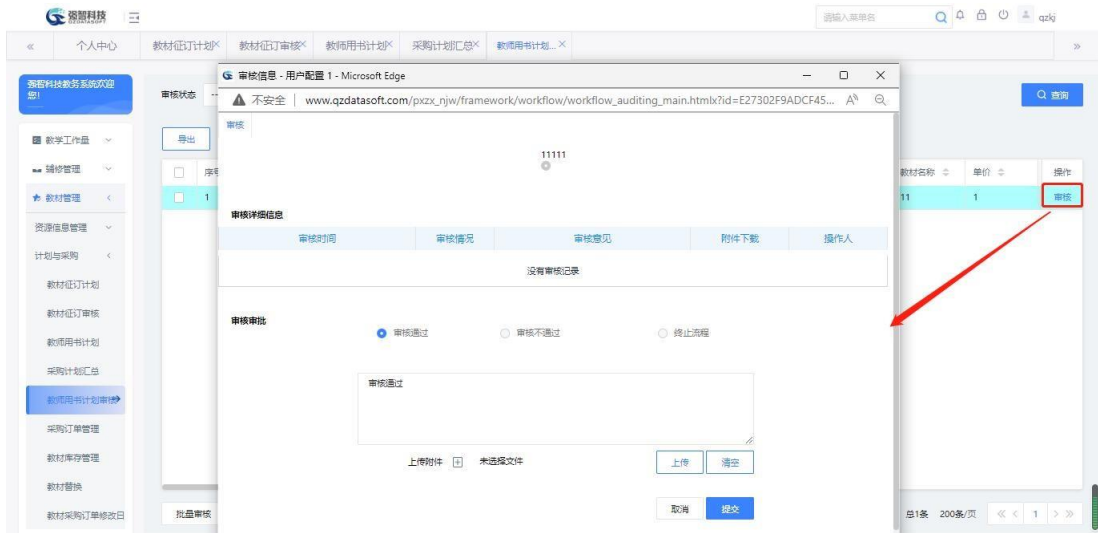 强智科技
QZDATASOFT
请输入菜单名
qzkj
«
个人中心
教材征订计划×
教材征订审核×
教师用书计划×
采购计划汇总×
教师用书计划...×
»
强智科技教务系统欢迎
您!
教学工作量
辅修管理
教材管理
资源信息管理
计划与采购
教材征订计划
教材征订审核
教师用书计划
采购计划汇总
教师用书计划审核
采购订单管理
教材库存管理
教材替换
教材采购订单修改日
审核状态
查询
导出
序号
教材名称
单价
操作
1
11
1
审核
批量审核
总1条 200条/页 1
审核信息 - 用户配置 1 - Microsoft Edge
不安全 | www.qzdatasoft.com/pxzx_njw/framework/workflow/workflow_auditing_main.htmlx?id=E27302F9ADCF45...
审核
11111
审核详细信息
审核时间 审核情况 审核意见 附件下载 操作人
没有审核记录
审核审批
审核通过 审核不通过 终止流程
审核通过
上传附件 未选择文件 上传 清空
取消 提交